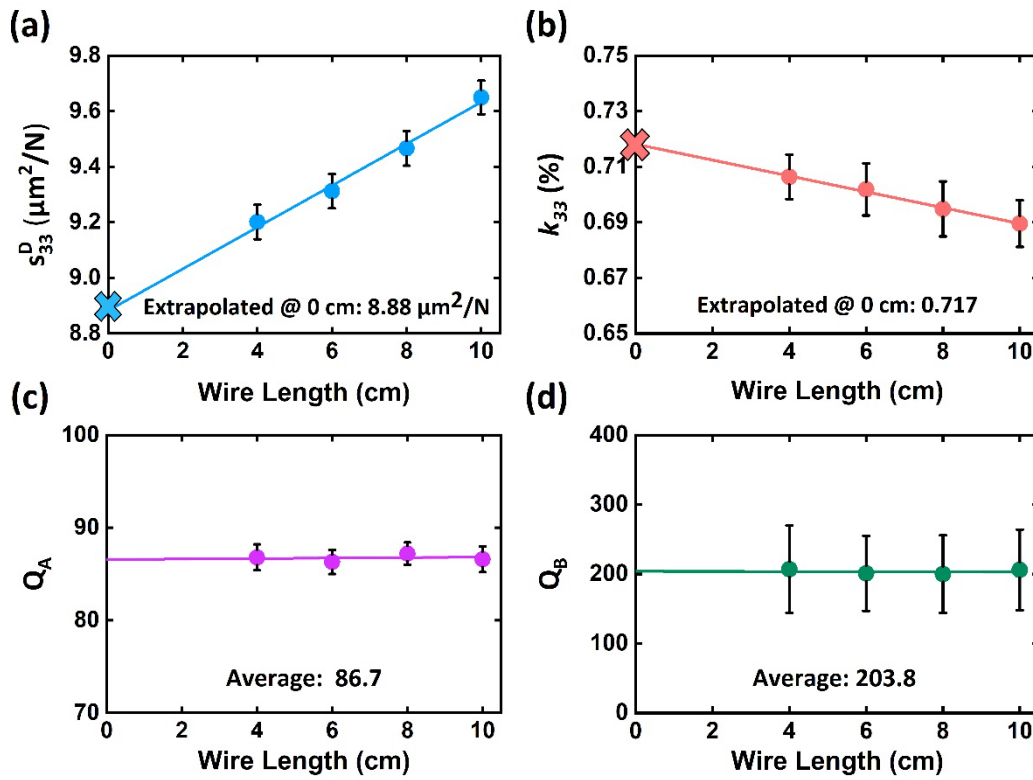 (a)
9.8
9.6
9.4
9.2
9.0
8.8
s₃₃ᴰ (µm²/N)
Extrapolated @ 0 cm: 8.88 µm²/N
0 2 4 6 8 10
Wire Length (cm)
(b)
0.75
0.73
0.71
0.69
0.67
0.65
k₃₃ (%)
Extrapolated @ 0 cm: 0.717
0 2 4 6 8 10
Wire Length (cm)
(c)
100
90
80
70
Q_A
0 2 4 6 8 10
Average: 86.7
Wire Length (cm)
(d)
400
300
200
100
0
Q_B
0 2 4 6 8 10
Average: 203.8
Wire Length (cm)